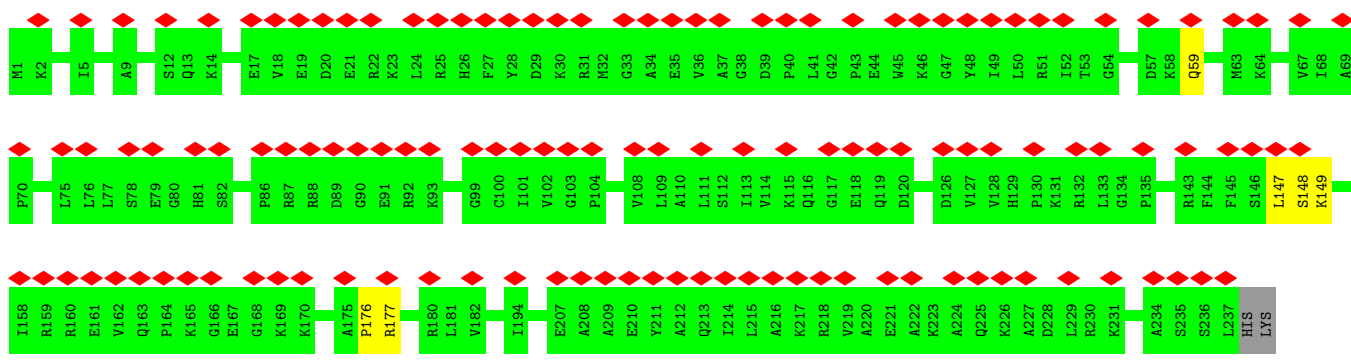 M1 K2 I5 A9 S12 Q13 K14 E17 V18 E19 D20 E21 R22 K23 L24 R25 H26 F27 Y28 D29 K30 R31 M32 G33 A34 E35 V36 A37 G38 D39 P40 L41 G42 P43 E44 W45 K46 G47 Y48 I49 L50 R51 I52 T53 G54 D57 K58 Q59 M63 K64 V67 I68 A69
P70 L75 L76 L77 S78 E79 G80 H81 S82 P86 R87 R88 D89 G90 E91 R92 K93 G99 C100 I101 V102 G103 P104 V108 L109 A110 L111 S112 I113 V114 K115 Q116 G117 E118 Q119 D120 D126 V127 V128 H129 P130 K131 R132 L133 G134 P135 R143 F144 F145 S146 L147 S148 K149
I158 R159 R160 E161 V162 Q163 P164 K165 G166 E167 G168 K169 K170 A175 P176 R177 R180 L181 V182 I194 E207 A208 A209 E210 Y211 A212 Q213 I214 L215 A216 K217 R218 V219 A220 E221 A222 K223 A224 Q225 K226 A227 D228 L229 R230 K231 A234 S235 S236 L237 HIS LYS